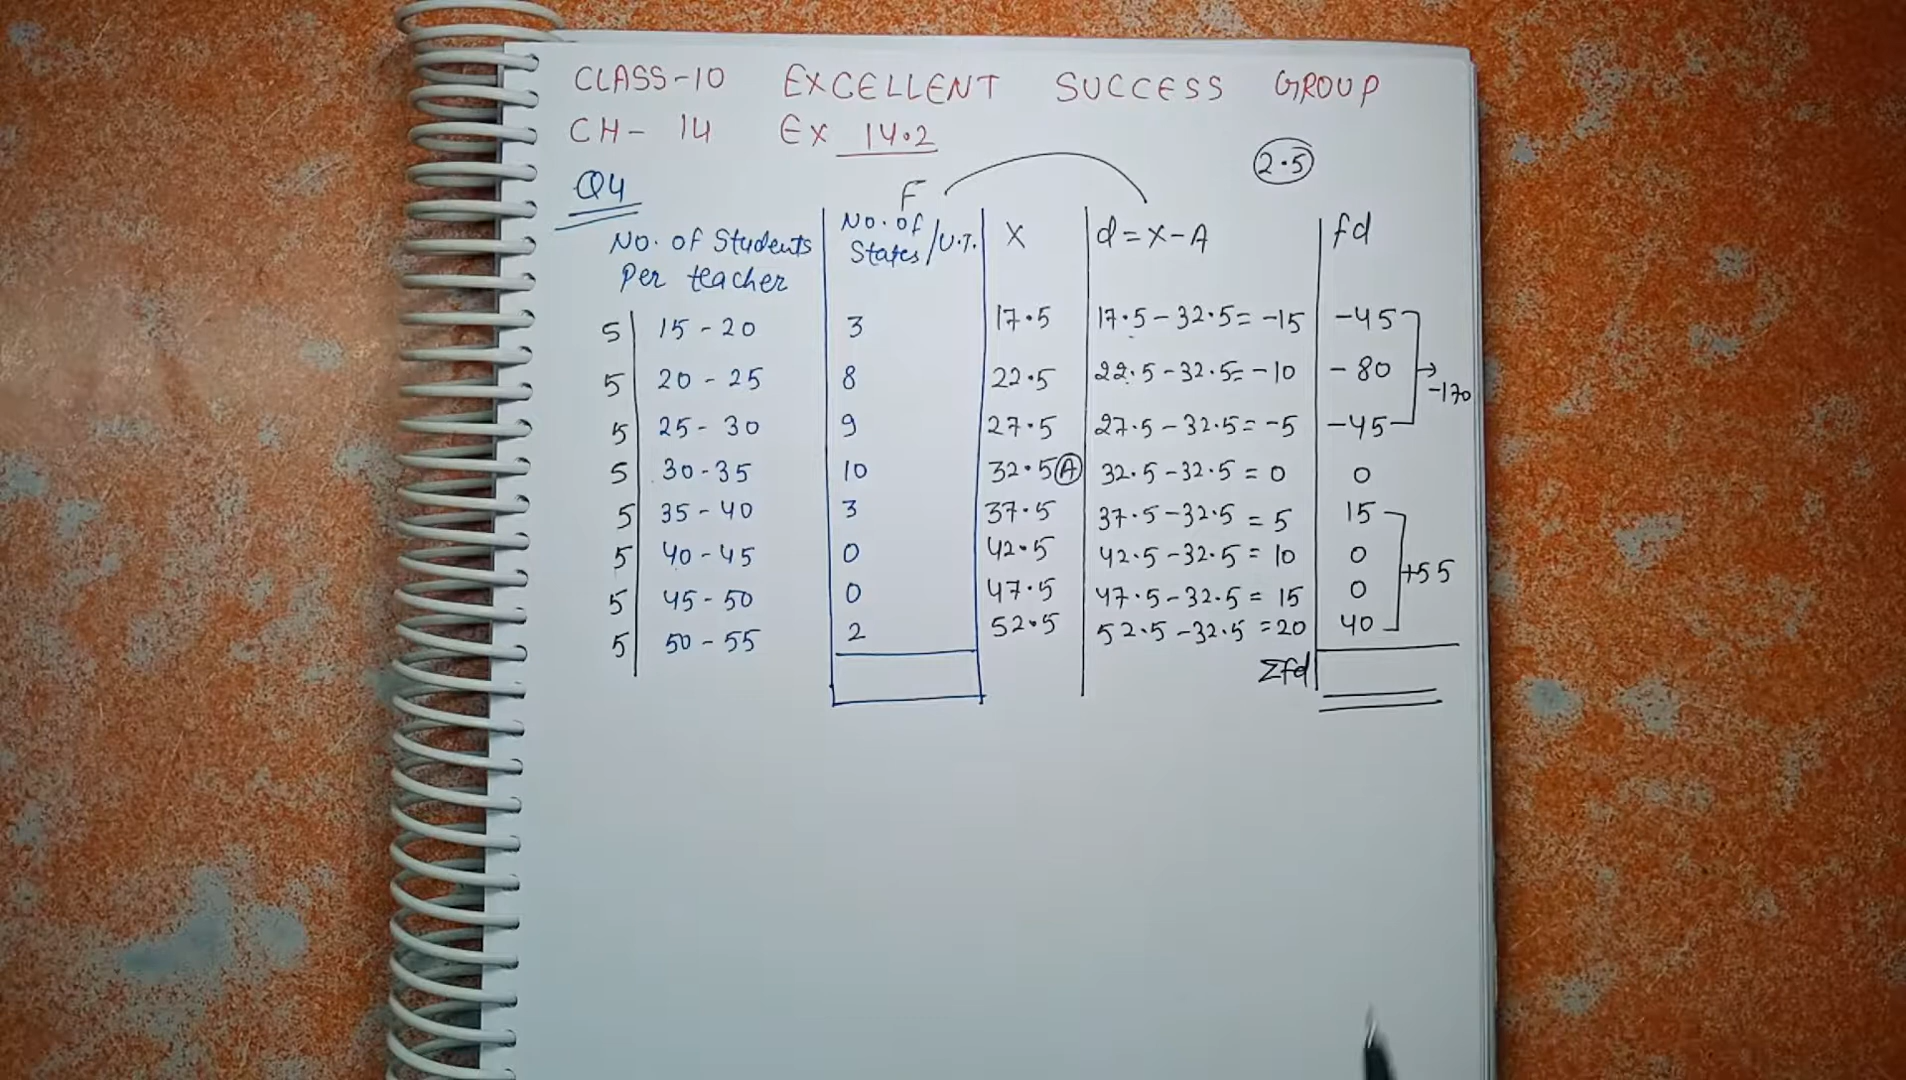 CLASS-10 EXCELLENT SUCCESS GROUP
CH- 14 Ex 14.2
2.5
Q4
F
No. of Students Per teacher | No. of States/U.T. | X | d = x - A | fd
5 | 15 - 20 | 3 | 17.5 | 17.5 - 32.5 = -15 | -45
5 | 20 - 25 | 8 | 22.5 | 22.5 - 32.5 = -10 | -80
→ -170
5 | 25 - 30 | 9 | 27.5 | 27.5 - 32.5 = -5 | -45
5 | 30-35 | 10 | 32.5 A | 32.5 - 32.5 = 0 | 0
5 | 35 - 40 | 3 | 37.5 | 37.5 - 32.5 = 5 | 15
5 | 40 - 45 | 0 | 42.5 | 42.5 - 32.5 = 10 | 0
+55
5 | 45 - 50 | 0 | 47.5 | 47.5 - 32.5 = 15 | 0
5 | 50 - 55 | 2 | 52.5 | 52.5 - 32.5 = 20 | 40
Σfd